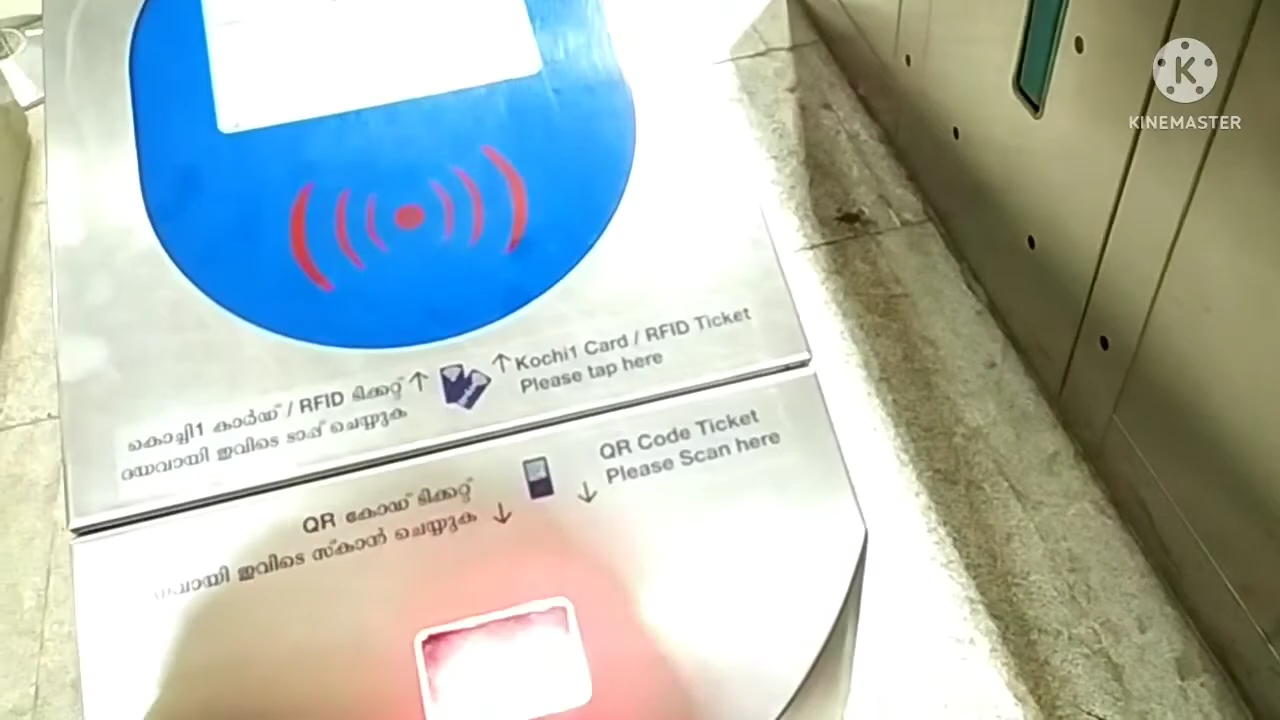 KINEMASTER
↑ Kochi1 Card / RFID Ticket
Please tap here
കൊച്ചി1 കാർഡ് / RFID ടിക്കറ്റ് ↑
ദയവായി ഇവിടെ ടാപ് ചെയ്യുക
QR Code Ticket
↓ Please Scan here
QR കോഡ് ടിക്കറ്റ്
ഇവിടെ സ്കാൻ ചെയ്യുക ↓